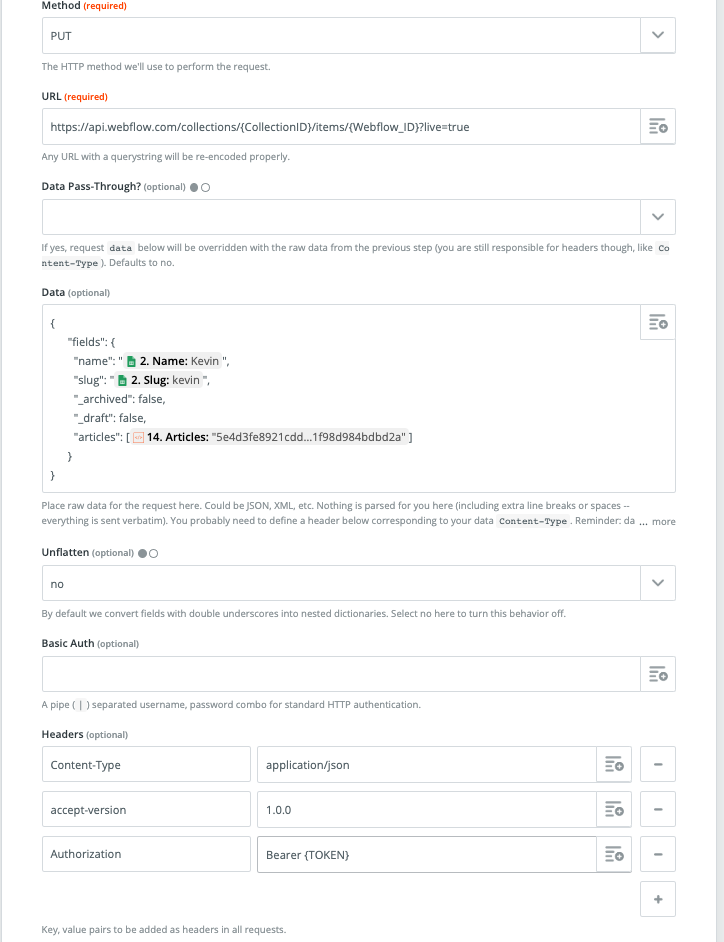 Method (required)
PUT
The HTTP method we'll use to perform the request.
URL (required)
https://api.webflow.com/collections/{CollectionID}/items/{Webflow_ID}?live=true
Any URL with a querystring will be re-encoded properly.
Data Pass-Through? (optional)
If yes, request data below will be overridden with the raw data from the previous step (you are still responsible for headers though, like Co
ntent-Type ). Defaults to no.
Data (optional)
{
"fields": {
"name": " 2. Name: Kevin ",
"slug": " 2. Slug: kevin ",
"_archived": false,
"_draft": false,
"articles": [ 14. Articles: "5e4d3fe8921cdd...1f98d984bdbd2a" ]
}
}
Place raw data for the request here. Could be JSON, XML, etc. Nothing is parsed for you here (including extra line breaks or spaces --
everything is sent verbatim). You probably need to define a header below corresponding to your data Content-Type . Reminder: da ... more
Unflatten (optional)
no
By default we convert fields with double underscores into nested dictionaries. Select no here to turn this behavior off.
Basic Auth (optional)
A pipe ( | ) separated username, password combo for standard HTTP authentication.
Headers (optional)
Content-Type application/json
accept-version 1.0.0
Authorization Bearer {TOKEN}
Key, value pairs to be added as headers in all requests.